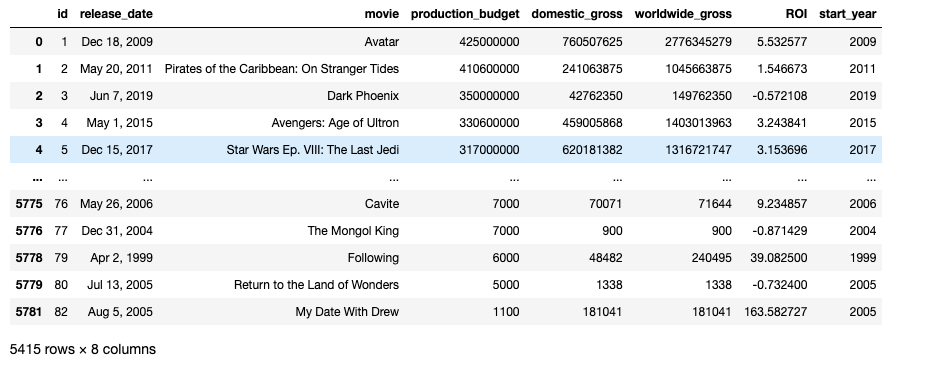 id release_date movie production_budget domestic_gross worldwide_gross ROI start_year
0 1 Dec 18, 2009 Avatar 425000000 760507625 2776345279 5.532577 2009
1 2 May 20, 2011 Pirates of the Caribbean: On Stranger Tides 410600000 241063875 1045663875 1.546673 2011
2 3 Jun 7, 2019 Dark Phoenix 350000000 42762350 149762350 -0.572108 2019
3 4 May 1, 2015 Avengers: Age of Ultron 330600000 459005868 1403013963 3.243841 2015
4 5 Dec 15, 2017 Star Wars Ep. VIII: The Last Jedi 317000000 620181382 1316721747 3.153696 2017
... ... ... ... ... ... ... ... ...
5775 76 May 26, 2006 Cavite 7000 70071 71644 9.234857 2006
5776 77 Dec 31, 2004 The Mongol King 7000 900 900 -0.871429 2004
5778 79 Apr 2, 1999 Following 6000 48482 240495 39.082500 1999
5779 80 Jul 13, 2005 Return to the Land of Wonders 5000 1338 1338 -0.732400 2005
5781 82 Aug 5, 2005 My Date With Drew 1100 181041 181041 163.582727 2005
5415 rows × 8 columns